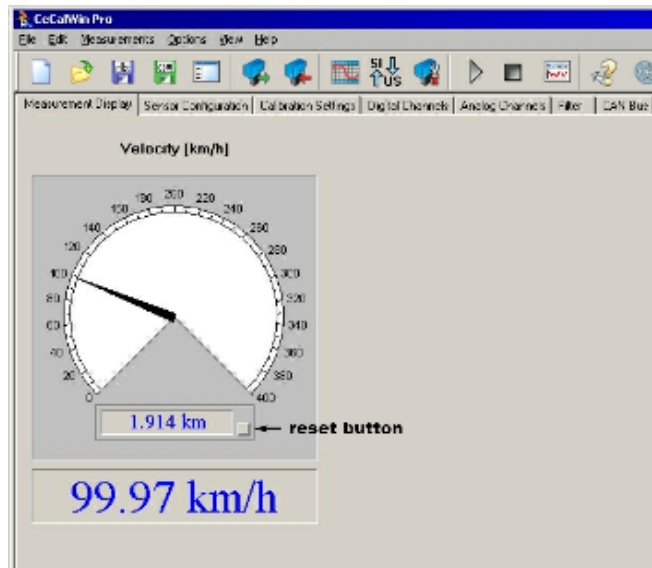 CeCalWin Pro
File Edit Measurements Options View Help
SI US
Measurement Display Sensor Configuration Calibration Settings Digital Channels Analog Channels Filter CAN Bus
Velocity [km/h]
0
20
40
60
80
100
120
140
160
180
200
220
240
260
280
300
320
340
360
380
400
1.914 km
reset button
99.97 km/h